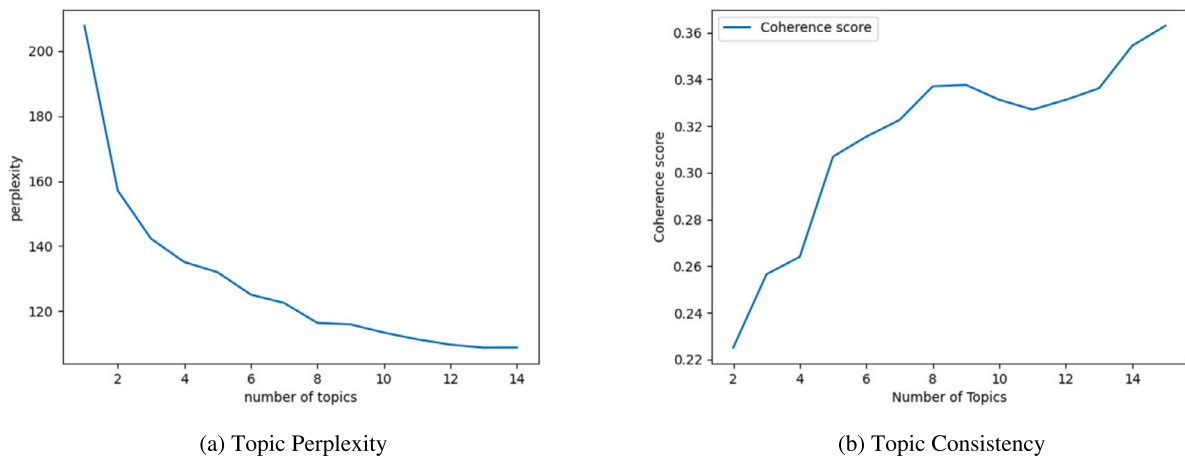 200
180
160
140
120
perplexity
2 4 6 8 10 12 14
number of topics
(a) Topic Perplexity
Coherence score
0.36
0.34
0.32
0.30
0.28
0.26
0.24
0.22
Coherence score
2 4 6 8 10 12 14
Number of Topics
(b) Topic Consistency